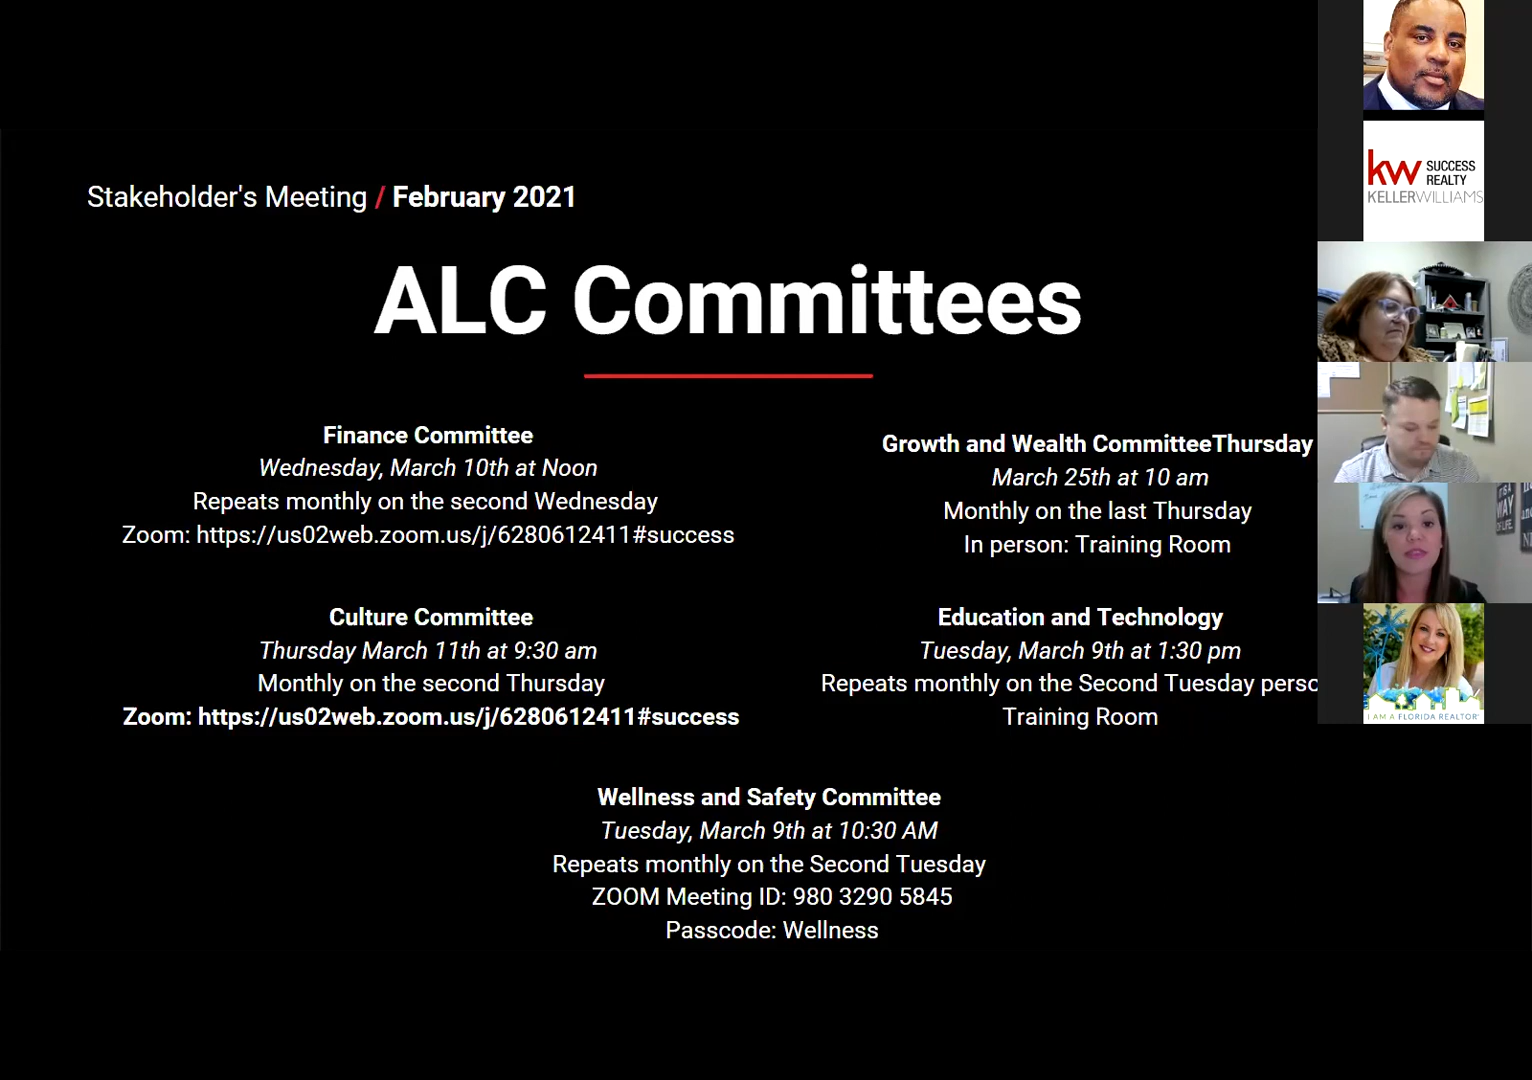 Stakeholder's Meeting / February 2021
ALC Committees
Finance Committee
Wednesday, March 10th at Noon
Repeats monthly on the second Wednesday
Zoom: https://us02web.zoom.us/j/6280612411#success
Growth and Wealth CommitteeThursday
March 25th at 10 am
Monthly on the last Thursday
In person: Training Room
Culture Committee
Thursday March 11th at 9:30 am
Monthly on the second Thursday
Zoom: https://us02web.zoom.us/j/6280612411#success
Education and Technology
Tuesday, March 9th at 1:30 pm
Repeats monthly on the Second Tuesday perso
Training Room
Wellness and Safety Committee
Tuesday, March 9th at 10:30 AM
Repeats monthly on the Second Tuesday
ZOOM Meeting ID: 980 3290 5845
Passcode: Wellness
kw SUCCESS
REALTY
KELLERWILLIAMS
WAY
OF LIFE
I AM A FLORIDA REALTOR